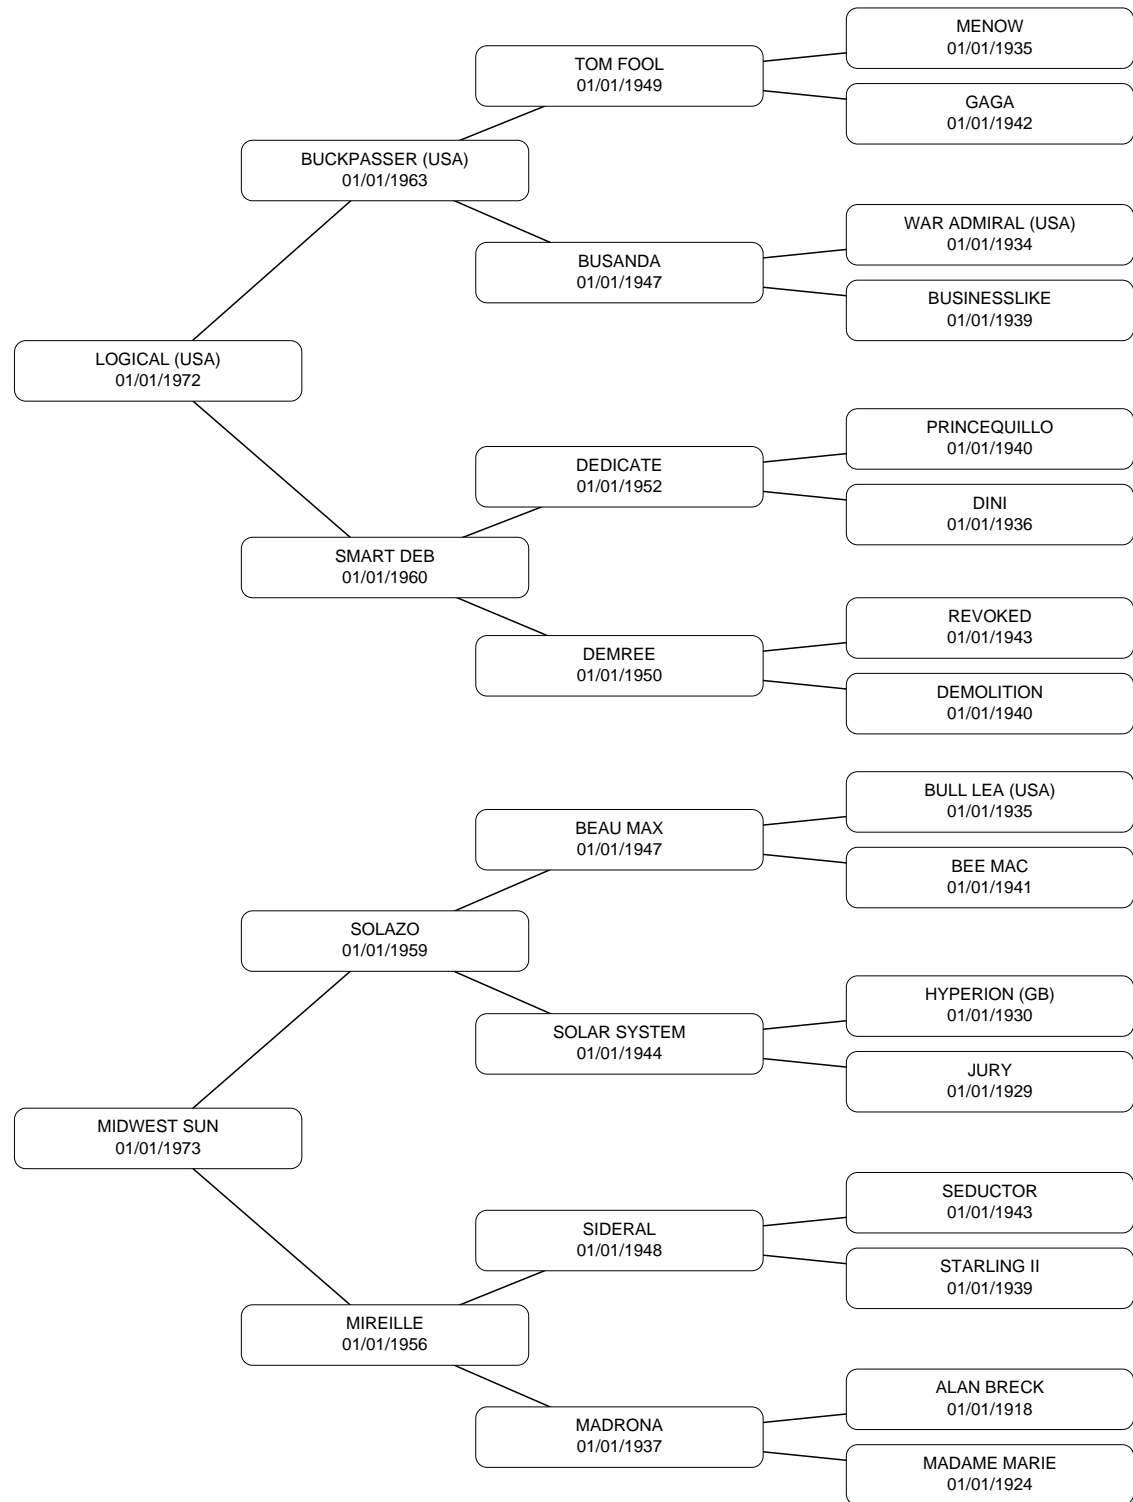 MENOW
01/01/1935
TOM FOOL
01/01/1949
GAGA
01/01/1942
BUCKPASSER (USA)
01/01/1963
WAR ADMIRAL (USA)
01/01/1934
BUSANDA
01/01/1947
BUSINESSLIKE
01/01/1939
LOGICAL (USA)
01/01/1972
PRINCEQUILLO
01/01/1940
DEDICATE
01/01/1952
DINI
01/01/1936
SMART DEB
01/01/1960
REVOKED
01/01/1943
DEMREE
01/01/1950
DEMOLITION
01/01/1940
BULL LEA (USA)
01/01/1935
BEAU MAX
01/01/1947
BEE MAC
01/01/1941
SOLAZO
01/01/1959
HYPERION (GB)
01/01/1930
SOLAR SYSTEM
01/01/1944
JURY
01/01/1929
MIDWEST SUN
01/01/1973
SEDUCTOR
01/01/1943
SIDERAL
01/01/1948
STARLING II
01/01/1939
MIREILLE
01/01/1956
ALAN BRECK
01/01/1918
MADRONA
01/01/1937
MADAME MARIE
01/01/1924